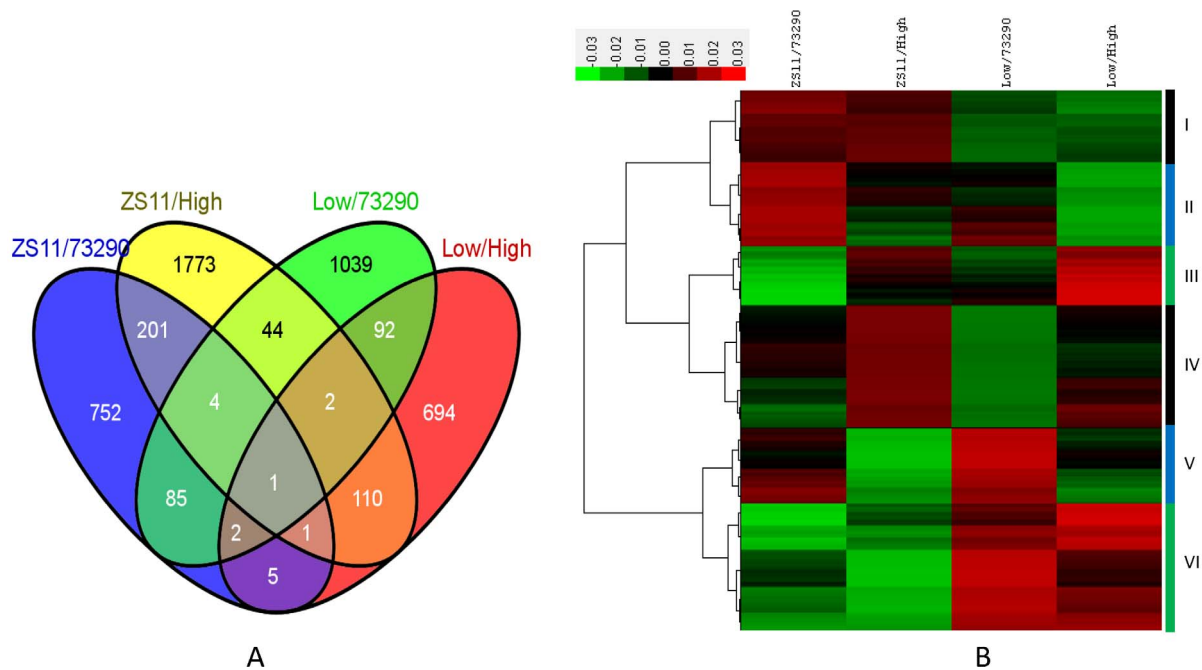 ZS11/High
Low/73290
ZS11/73290
Low/High
1773
1039
201
44
92
752
4
2
694
85
1
110
2
1
5
A
-0.03
-0.02
-0.01
0.00
0.01
0.02
0.03
ZS11/73290
ZS11/High
Low/73290
Low/High
I
II
III
IV
V
VI
B